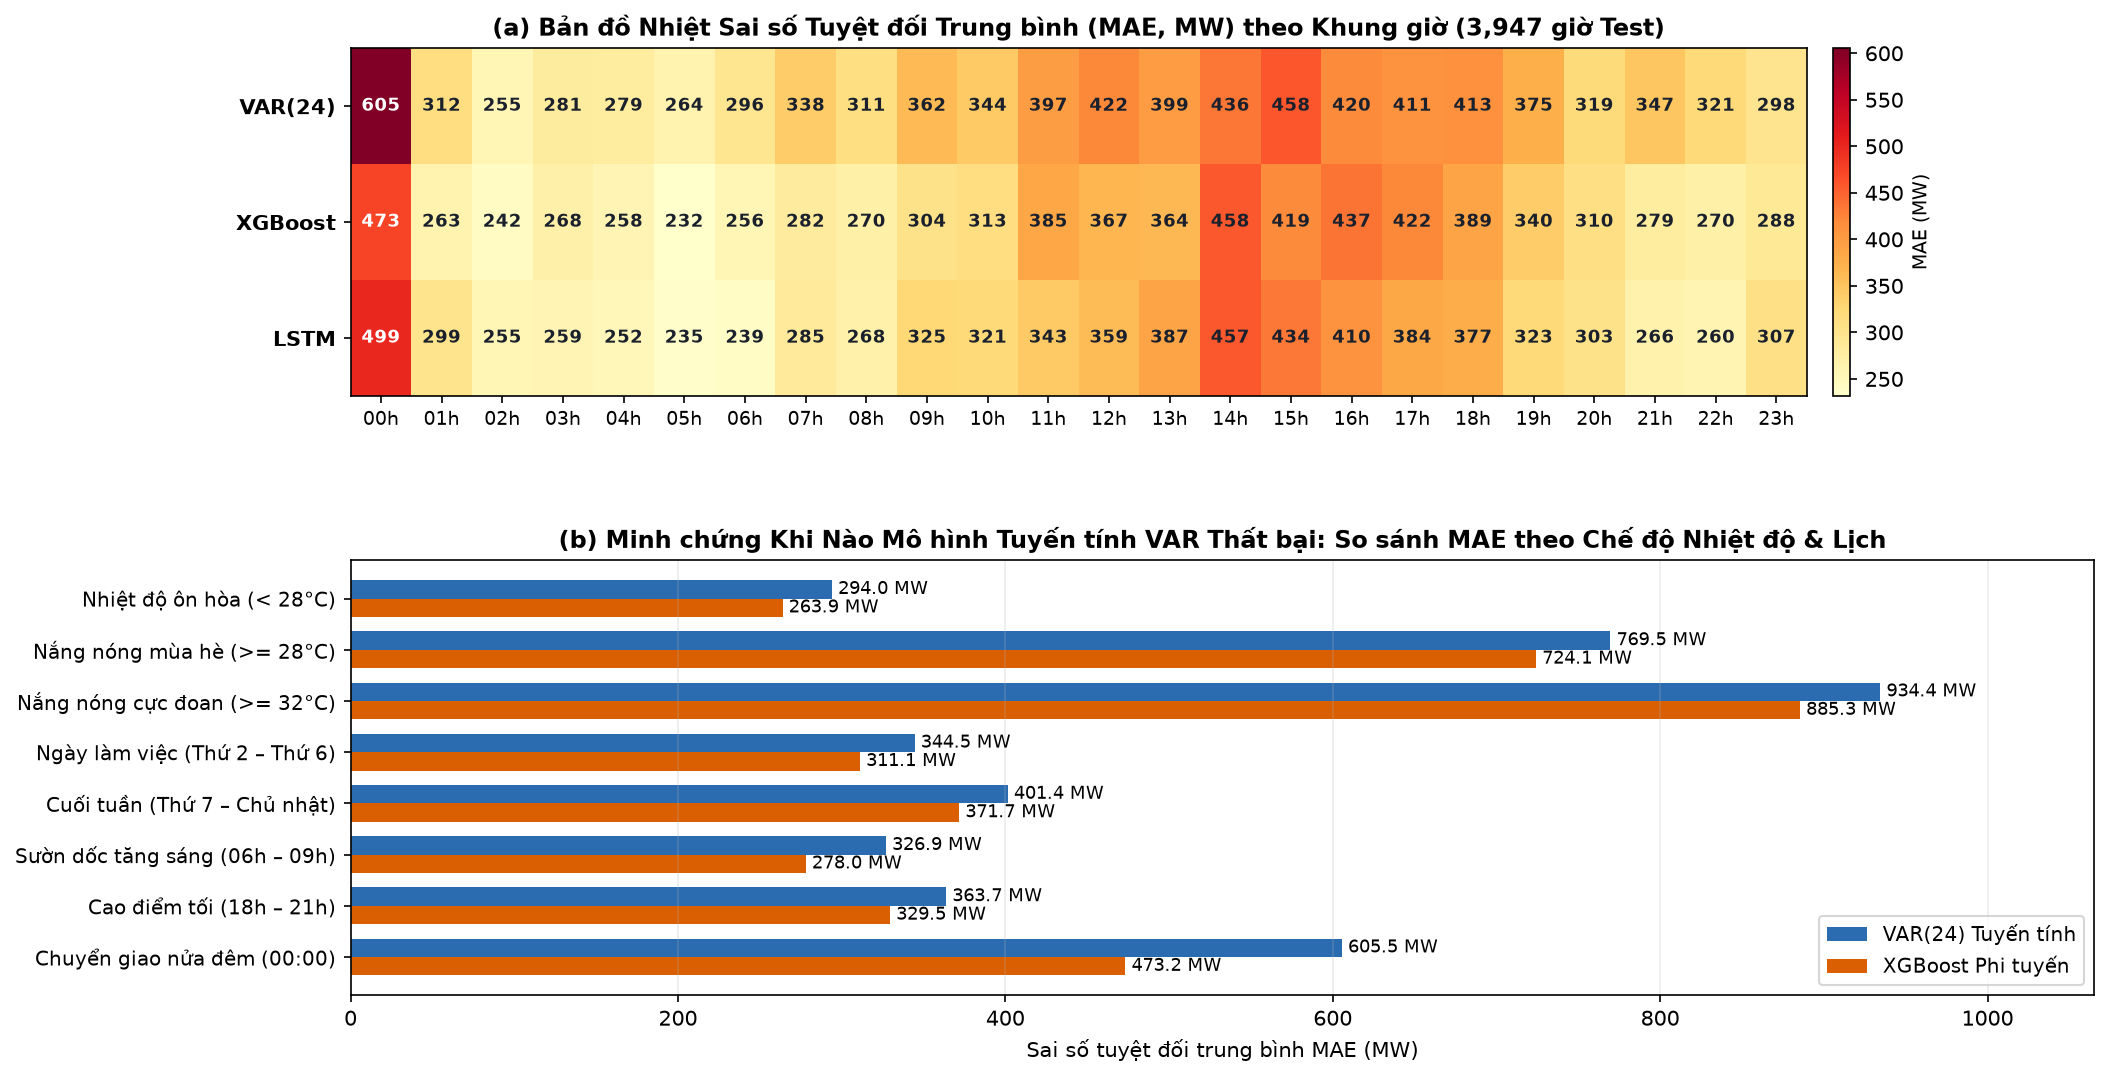 (a) Bản đồ Nhiệt Sai số Tuyệt đối Trung bình (MAE, MW) theo Khung giờ (3,947 giờ Test)
VAR(24) 605 312 255 281 279 264 296 338 311 362 344 397 422 399 436 458 420 411 413 375 319 347 321 298
XGBoost 473 263 242 268 258 232 256 282 270 304 313 385 367 364 458 419 437 422 389 340 310 279 270 288
LSTM 499 299 255 259 252 235 239 285 268 325 321 343 359 387 457 434 410 384 377 323 303 266 260 307
00h 01h 02h 03h 04h 05h 06h 07h 08h 09h 10h 11h 12h 13h 14h 15h 16h 17h 18h 19h 20h 21h 22h 23h
600
550
500
450
400
350
300
250
MAE (MW)
(b) Minh chứng Khi Nào Mô hình Tuyến tính VAR Thất bại: So sánh MAE theo Chế độ Nhiệt độ & Lịch
Nhiệt độ ôn hòa (< 28°C)
294.0 MW
263.9 MW
Nắng nóng mùa hè (>= 28°C)
769.5 MW
724.1 MW
Nắng nóng cực đoan (>= 32°C)
934.4 MW
885.3 MW
Ngày làm việc (Thứ 2 – Thứ 6)
344.5 MW
311.1 MW
Cuối tuần (Thứ 7 – Chủ nhật)
401.4 MW
371.7 MW
Sườn dốc tăng sáng (06h – 09h)
326.9 MW
278.0 MW
Cao điểm tối (18h – 21h)
363.7 MW
329.5 MW
Chuyển giao nửa đêm (00:00)
605.5 MW
473.2 MW
VAR(24) Tuyến tính
XGBoost Phi tuyến
0 200 400 600 800 1000
Sai số tuyệt đối trung bình MAE (MW)